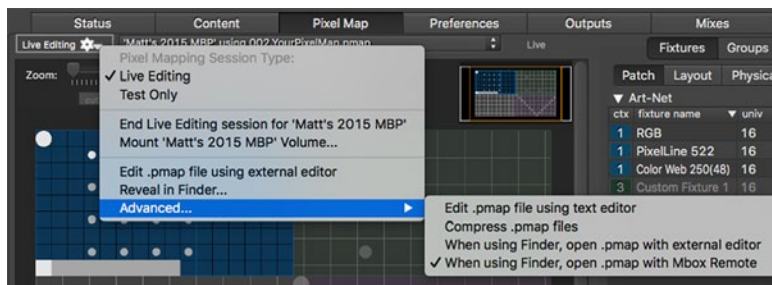 Status Content Pixel Map Preferences Outputs Mixes
Live Editing 'Matt's 2015 MBP' using 002.YourPixelMap.pmap Live Fixtures Groups
Pixel Mapping Session Type:
Zoom: ✓ Live Editing Patch Layout Physica
Test Only ▼ Art-Net
ctx fixture name ▼ univ
End Live Editing session for 'Matt's 2015 MBP' 1 RGB 16
Mount 'Matt's 2015 MBP' Volume... 1 PixelLine 522 16
Edit .pmap file using external editor 1 Color Web 250(48) 16
Reveal in Finder... 3 Custom Fixture 1 16
Advanced... Edit .pmap file using text editor
Compress .pmap files
When using Finder, open .pmap with external editor
✓ When using Finder, open .pmap with Mbox Remote